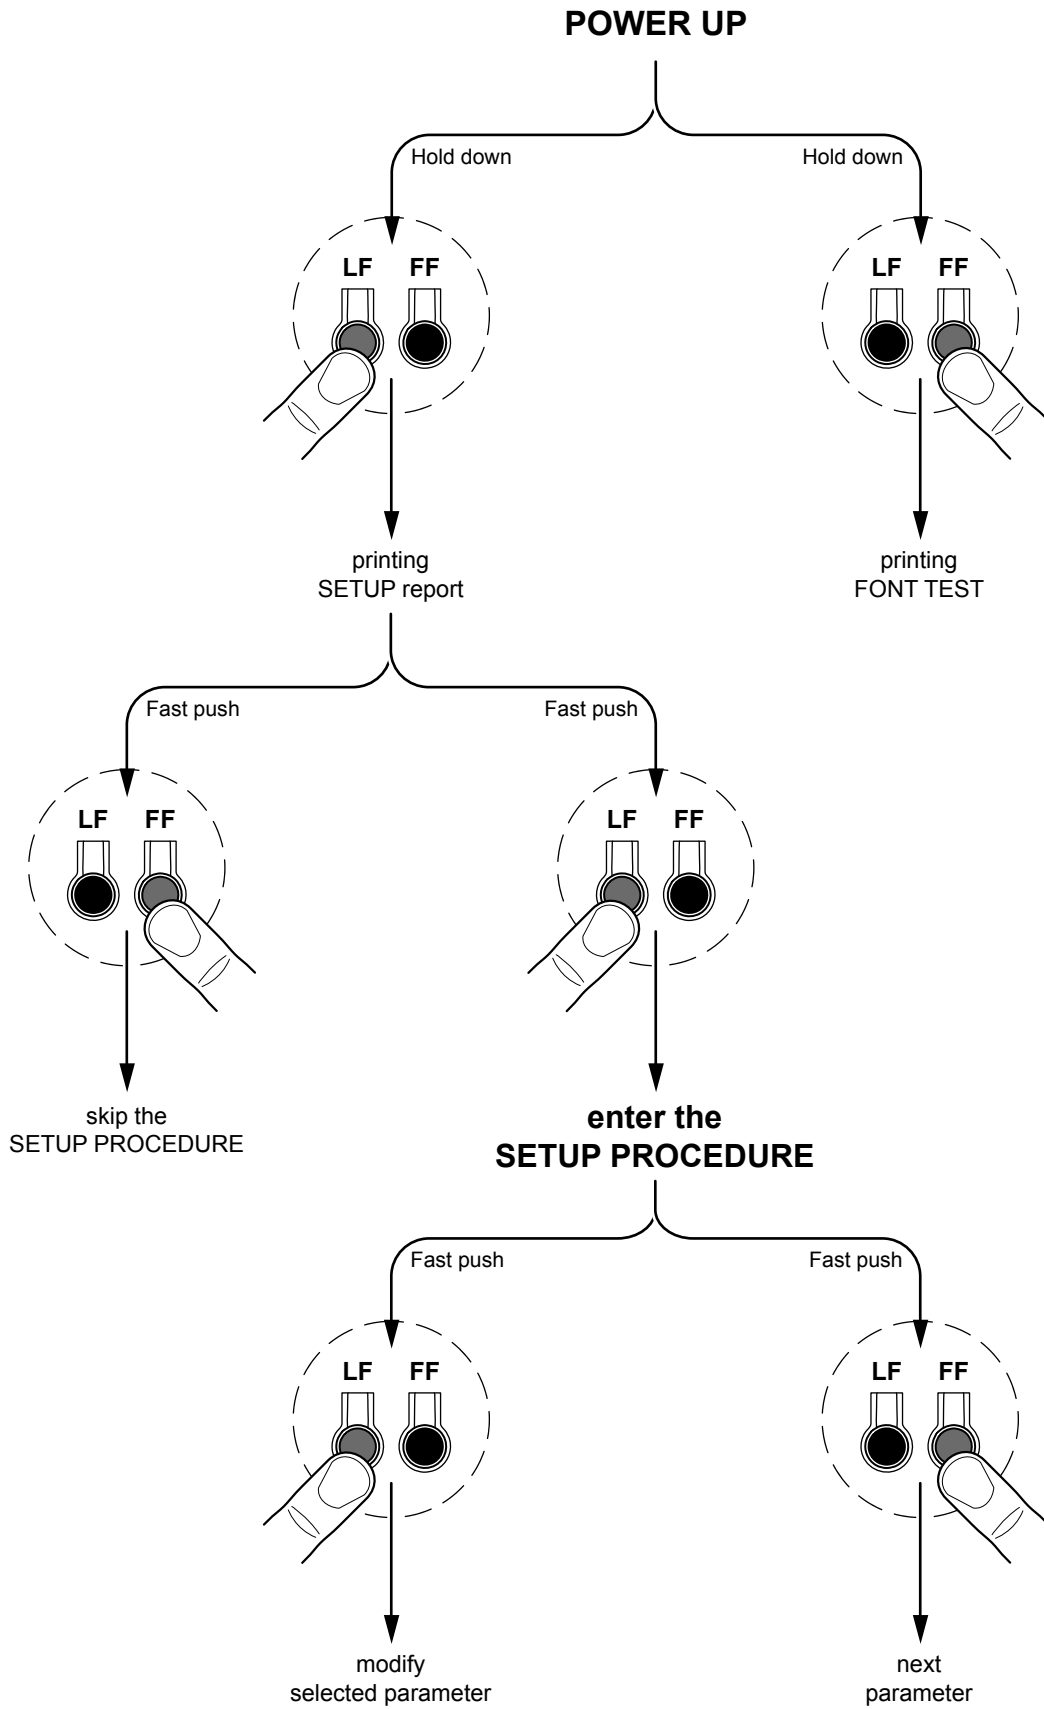 POWER UP
Hold down
Hold down
LF FF
LF FF
printing
SETUP report
printing
FONT TEST
Fast push
Fast push
LF FF
LF FF
skip the
SETUP PROCEDURE
enter the
SETUP PROCEDURE
Fast push
Fast push
LF FF
LF FF
modify
selected parameter
next
parameter